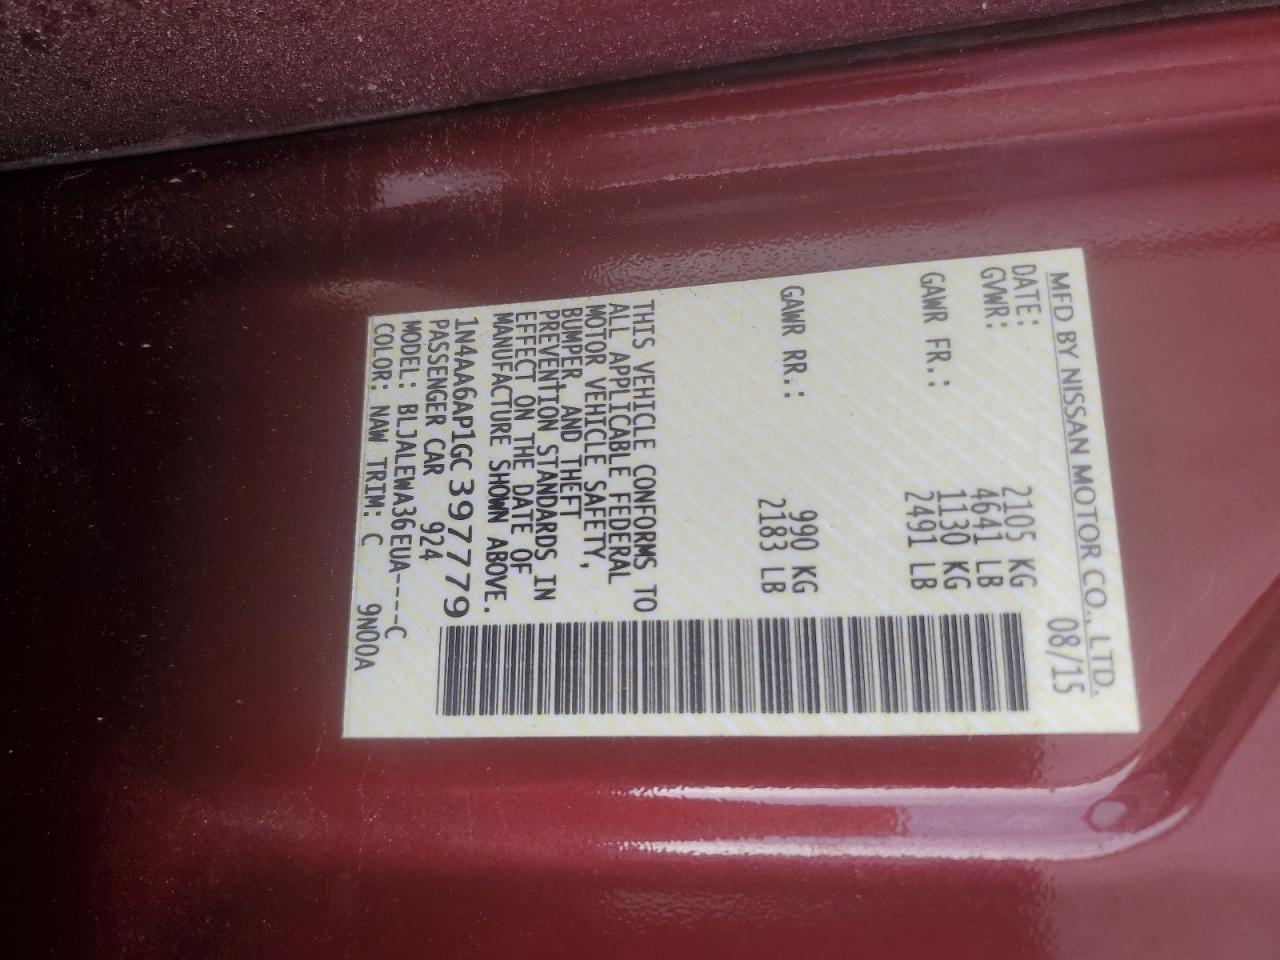 MFD BY NISSAN MOTOR CO., LTD.
DATE: 08/15
GVWR: 2105 KG
4641 LB
GAWR FR.: 1130 KG
2491 LB
GAWR RR.: 990 KG
2183 LB
THIS VEHICLE CONFORMS TO
ALL APPLICABLE FEDERAL
MOTOR VEHICLE SAFETY,
BUMPER, AND THEFT
PREVENTION STANDARDS IN
EFFECT ON THE DATE OF
MANUFACTURE SHOWN ABOVE.
1N4AA6AP1GC397779
PASSENGER CAR 924
MODEL: BLJALEWA36EUA----C
COLOR: NAW TRIM: C 9N00A